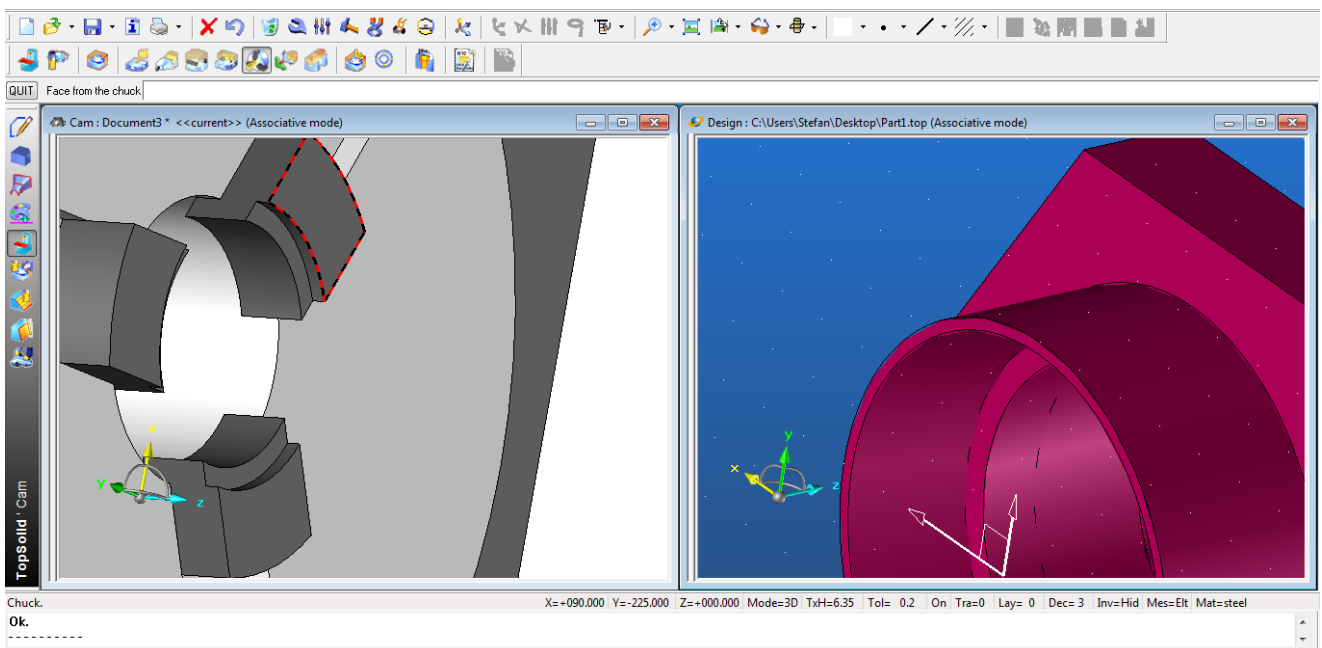 QUIT Face from the chuck
Cam : Document3 * <<current>> (Associative mode)
Design : C:\Users\Stefan\Desktop\Part1.top (Associative mode)
x
y
z
y
x
z
TopSolid ' Cam
Chuck. X=+090.000 Y=-225.000 Z=+000.000 Mode=3D TxH=6.35 Tol= 0.2 On Tra=0 Lay= 0 Dec= 3 Inv=Hid Mes=Elt Mat=steel
Ok.
----------